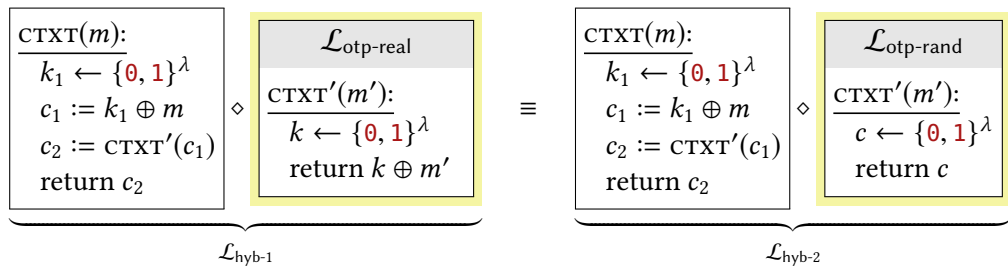 CTXT(m):
k₁ ← {0, 1}^λ
c₁ := k₁ ⊕ m
c₂ := CTXT′(c₁)
return c₂
⋄
ℒ_otp-real
CTXT′(m′):
k ← {0, 1}^λ
return k ⊕ m′
ℒ_hyb-1
≡
CTXT(m):
k₁ ← {0, 1}^λ
c₁ := k₁ ⊕ m
c₂ := CTXT′(c₁)
return c₂
⋄
ℒ_otp-rand
CTXT′(m′):
c ← {0, 1}^λ
return c
ℒ_hyb-2